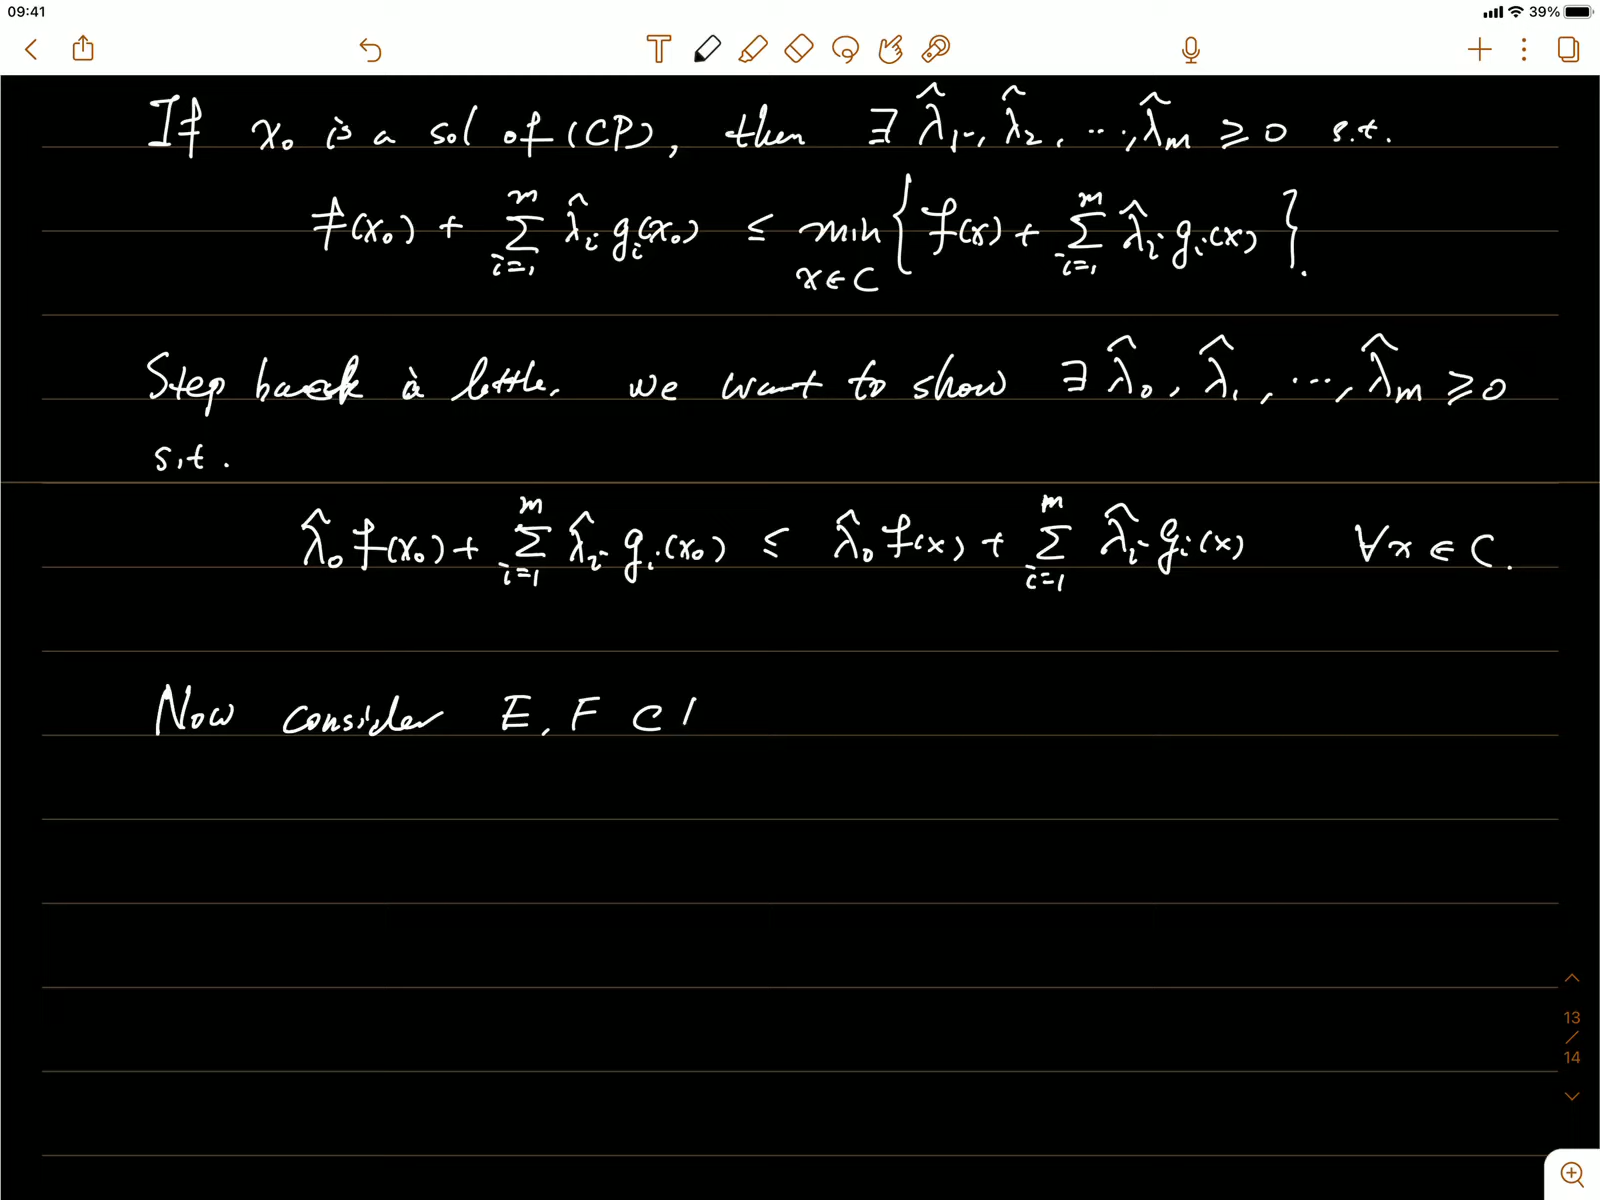 09:41 39%
If x₀ is a sol of (CP), then ∃ λ̂₁, λ̂₂, ..., λ̂ₘ ≥ 0 s.t.
f(x₀) + Σᵢ₌₁ᵐ λ̂ᵢ gᵢ(x₀) ≤ min_{x∈C} { f(x) + Σᵢ₌₁ᵐ λ̂ᵢ gᵢ(x) }.
Step back a little. we want to show ∃ λ̂₀, λ̂₁, ..., λ̂ₘ ≥ 0
s.t.
λ̂₀ f(x₀) + Σᵢ₌₁ᵐ λ̂ᵢ gᵢ(x₀) ≤ λ̂₀ f(x) + Σᵢ₌₁ᵐ λ̂ᵢ gᵢ(x) ∀x ∈ C.
Now consider E, F ⊂
13
/
14